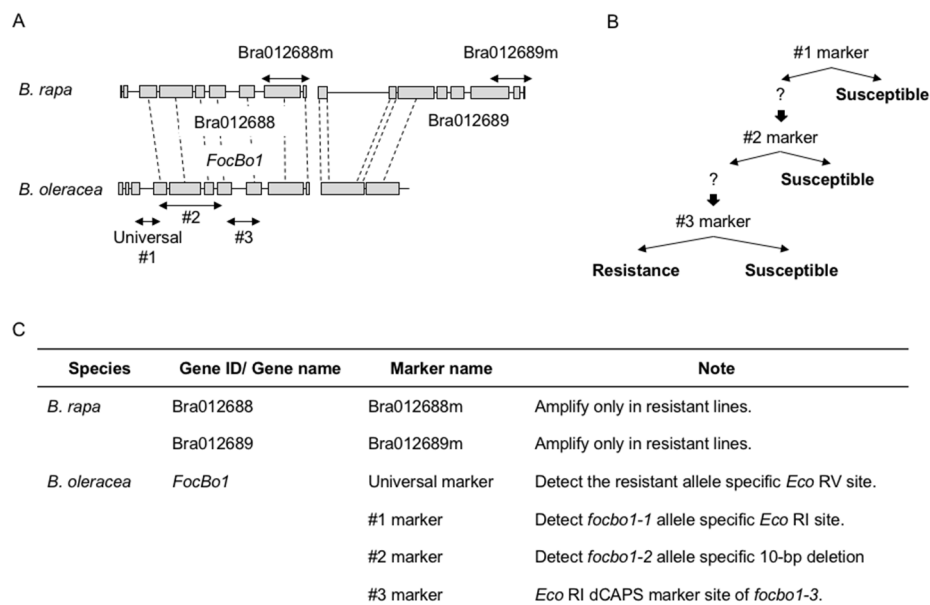 A
Bra012688m
Bra012689m
B. rapa
Bra012688
Bra012689
FocBo1
B. oleracea
#2
#3
Universal
#1
B
#1 marker
?
Susceptible
#2 marker
?
Susceptible
#3 marker
Resistance
Susceptible
C
Species Gene ID/ Gene name Marker name Note
B. rapa Bra012688 Bra012688m Amplify only in resistant lines.
Bra012689 Bra012689m Amplify only in resistant lines.
B. oleracea FocBo1 Universal marker Detect the resistant allele specific Eco RV site.
#1 marker Detect focbo1-1 allele specific Eco RI site.
#2 marker Detect focbo1-2 allele specific 10-bp deletion
#3 marker Eco RI dCAPS marker site of focbo1-3.